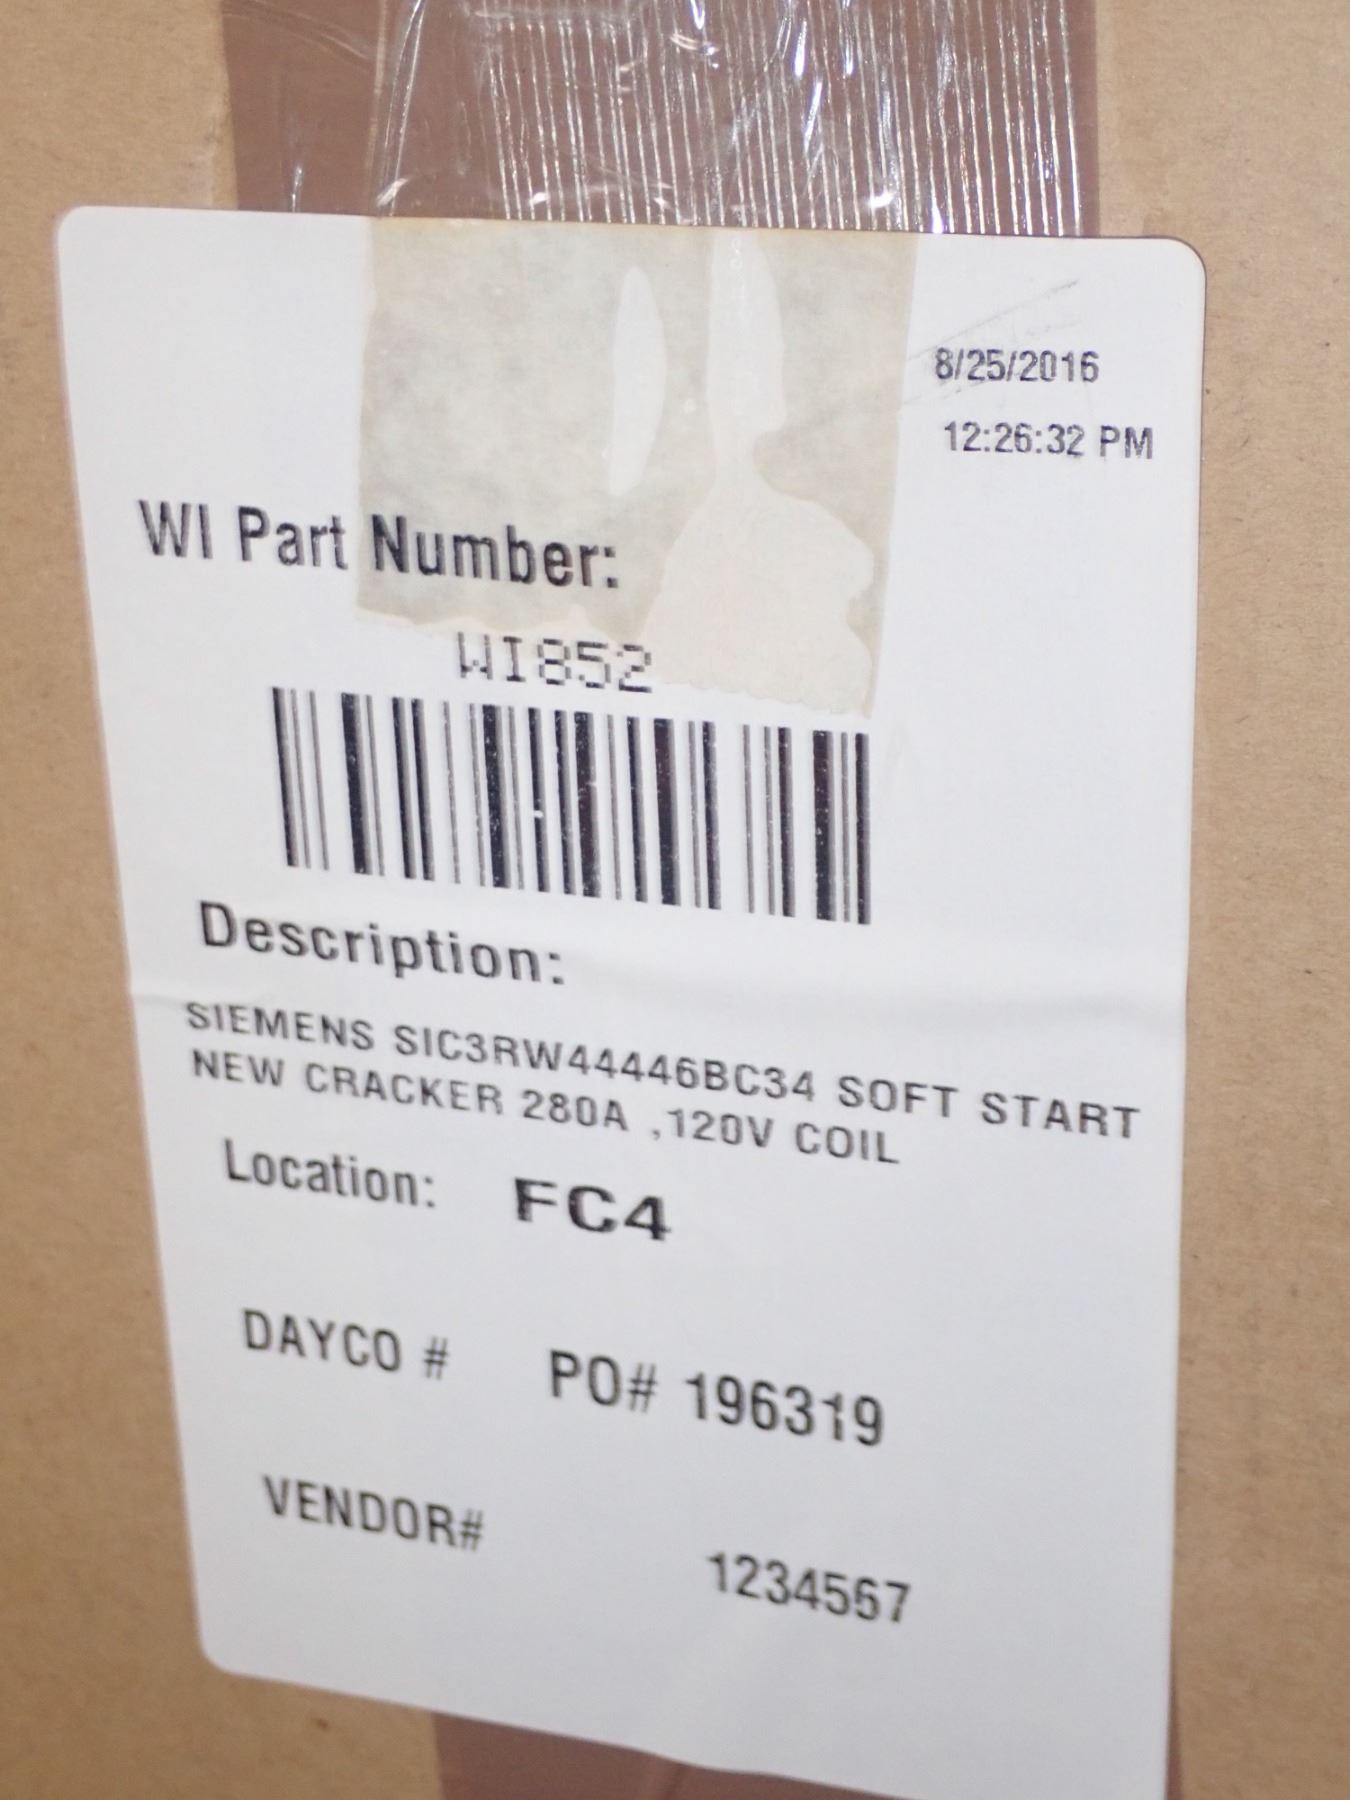 8/25/2016
12:26:32 PM
WI Part Number:
WI852
Description:
SIEMENS SIC3RW44446BC34 SOFT START
NEW CRACKER 280A ,120V COIL
Location: FC4
DAYCO # PO# 196319
VENDOR#
1234567